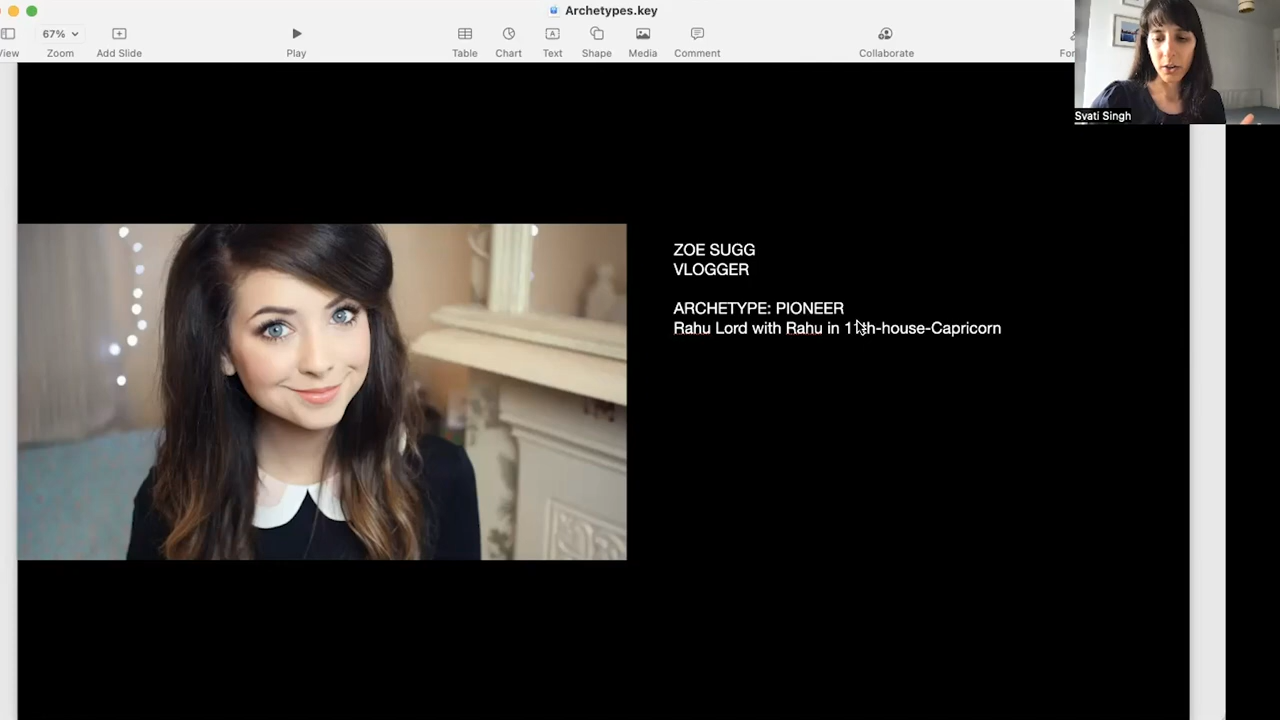 Archetypes.key
67%
View
Zoom
Add Slide
Play
Table
Chart
Text
Shape
Media
Comment
Collaborate
Svati Singh
ZOE SUGG
VLOGGER
ARCHETYPE: PIONEER
Rahu Lord with Rahu in house-Capricorn